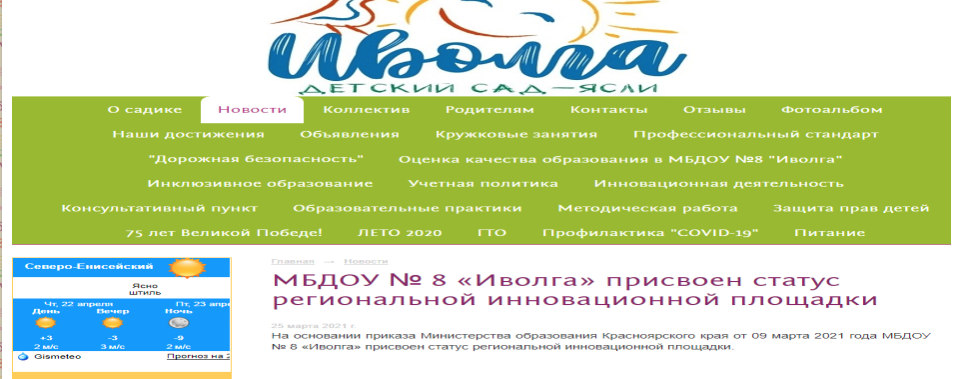 Иволга
ДЕТСКИЙ САД-ЯСЛИ
О садике Новости Коллектив Родителям Контакты Отзывы Фотоальбом
Наши достижения Объявления Кружковые занятия Профессиональный стандарт
"Дорожная безопасность" Оценка качества образования в МБДОУ №8 "Иволга"
Инклюзивное образование Учетная политика Инновационная деятельность
Консультативный пункт Образовательные практики Методическая работа Защита прав детей
75 лет Великой Победе! ЛЕТО 2020 ГТО Профилактика "COVID-19" Питание
Северо-Енисейский
Ясно
штиль
Чт, 22 апреля Пт, 23 апре
День Вечер Ночь
+3 -3 -9
2 м/с 3 м/с 2 м/с
Gismeteo Прогноз на 2
Главная → Новости
МБДОУ № 8 «Иволга» присвоен статус
региональной инновационной площадки
25 марта 2021 г.
На основании приказа Министерства образования Красноярского края от 09 марта 2021 года МБДОУ
№ 8 «Иволга» присвоен статус региональной инновационной площадки.